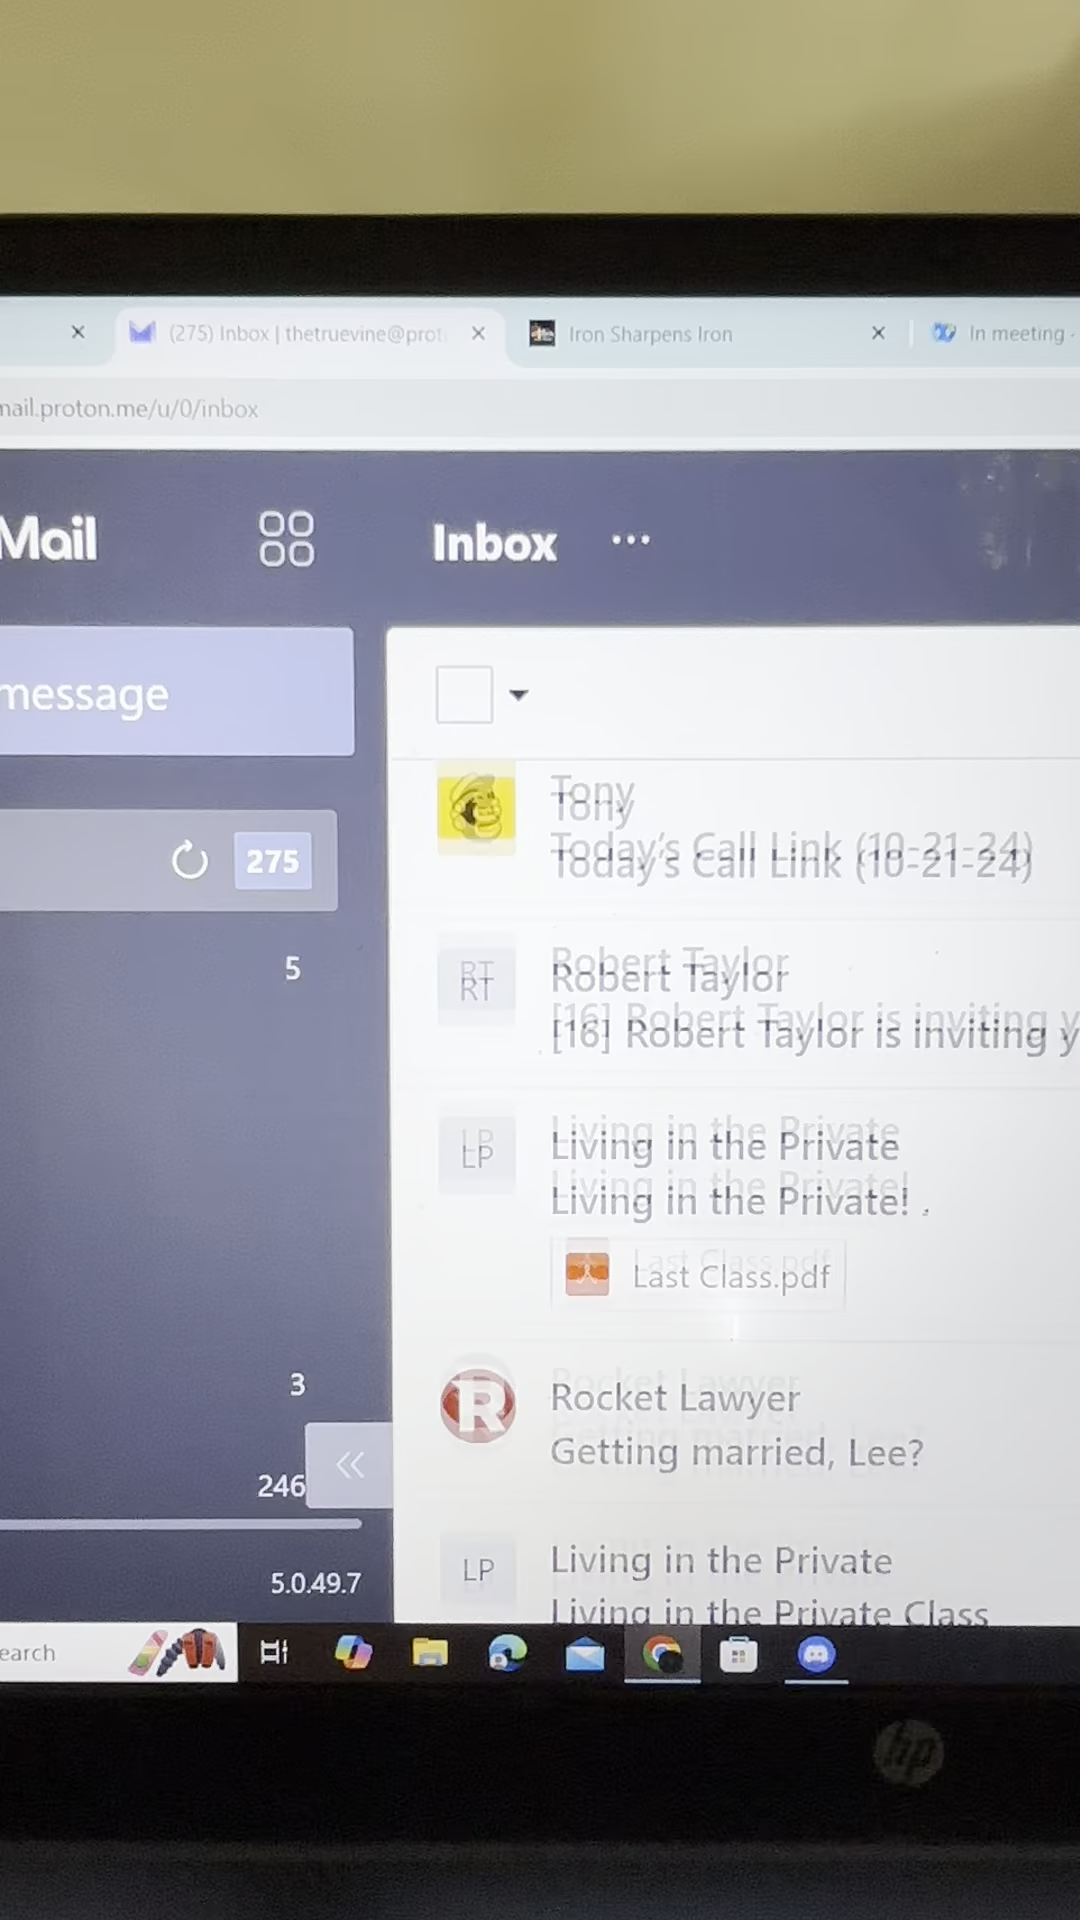 (275) Inbox | thetruevine@prot
Iron Sharpens Iron
In meeting -
mail.proton.me/u/0/inbox
Mail
Inbox
message
Tony
Today's Call Link (10-21-24)
275
5
RT
Robert Taylor
[16] Robert Taylor is inviting y
LP
Living in the Private
Living in the Private! .
Last Class.pdf
3
R
Rocket Lawyer
Getting married, Lee?
246
LP
Living in the Private
Living in the Private Class
5.0.49.7
earch
hp